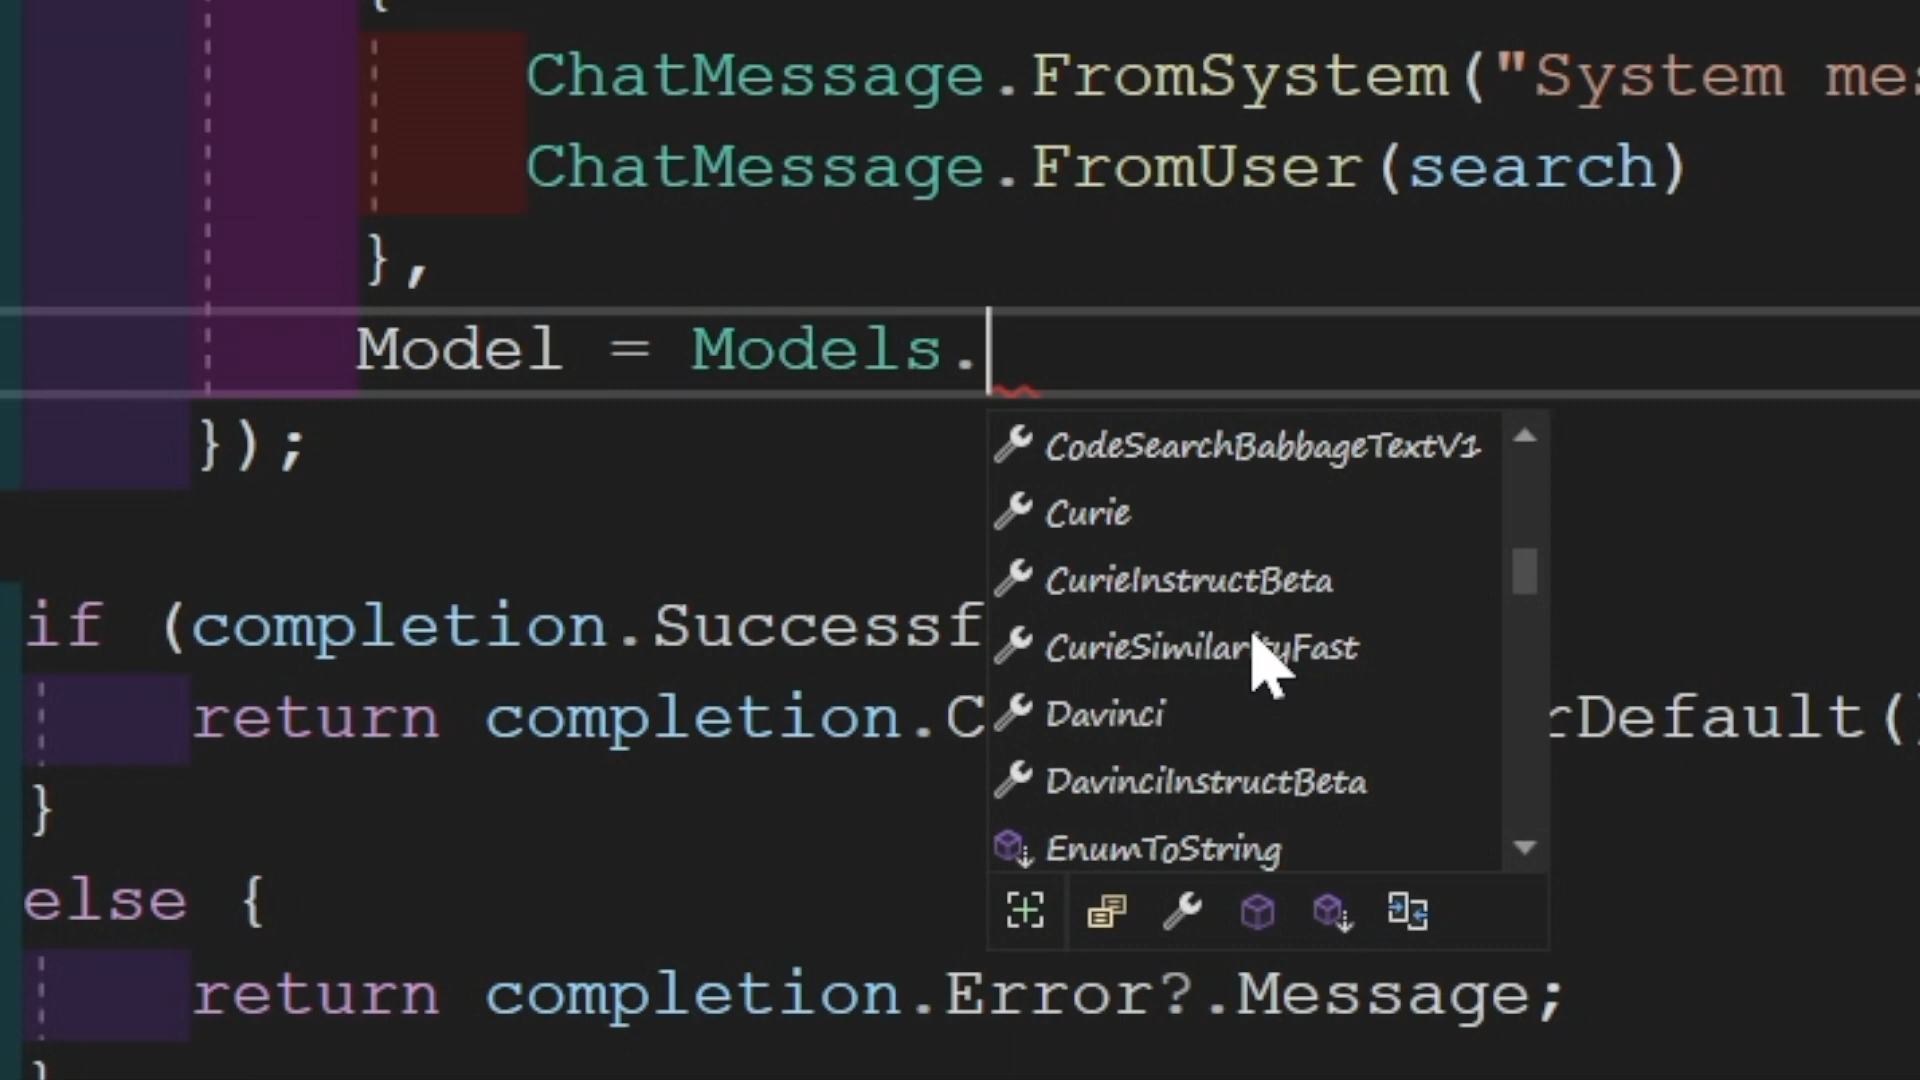 {
ChatMessage.FromSystem("System
ChatMessage.FromUser(search)
},
Model = Models.
});
CodeSearchBabbageTextV1
Curie
CurieInstructBeta
CurieSimilarityFast
Davinci
DavinciInstructBeta
EnumToString
if (completion.Successf
return completion.C rDefault(
}
else {
return completion.Error?.Message;
}